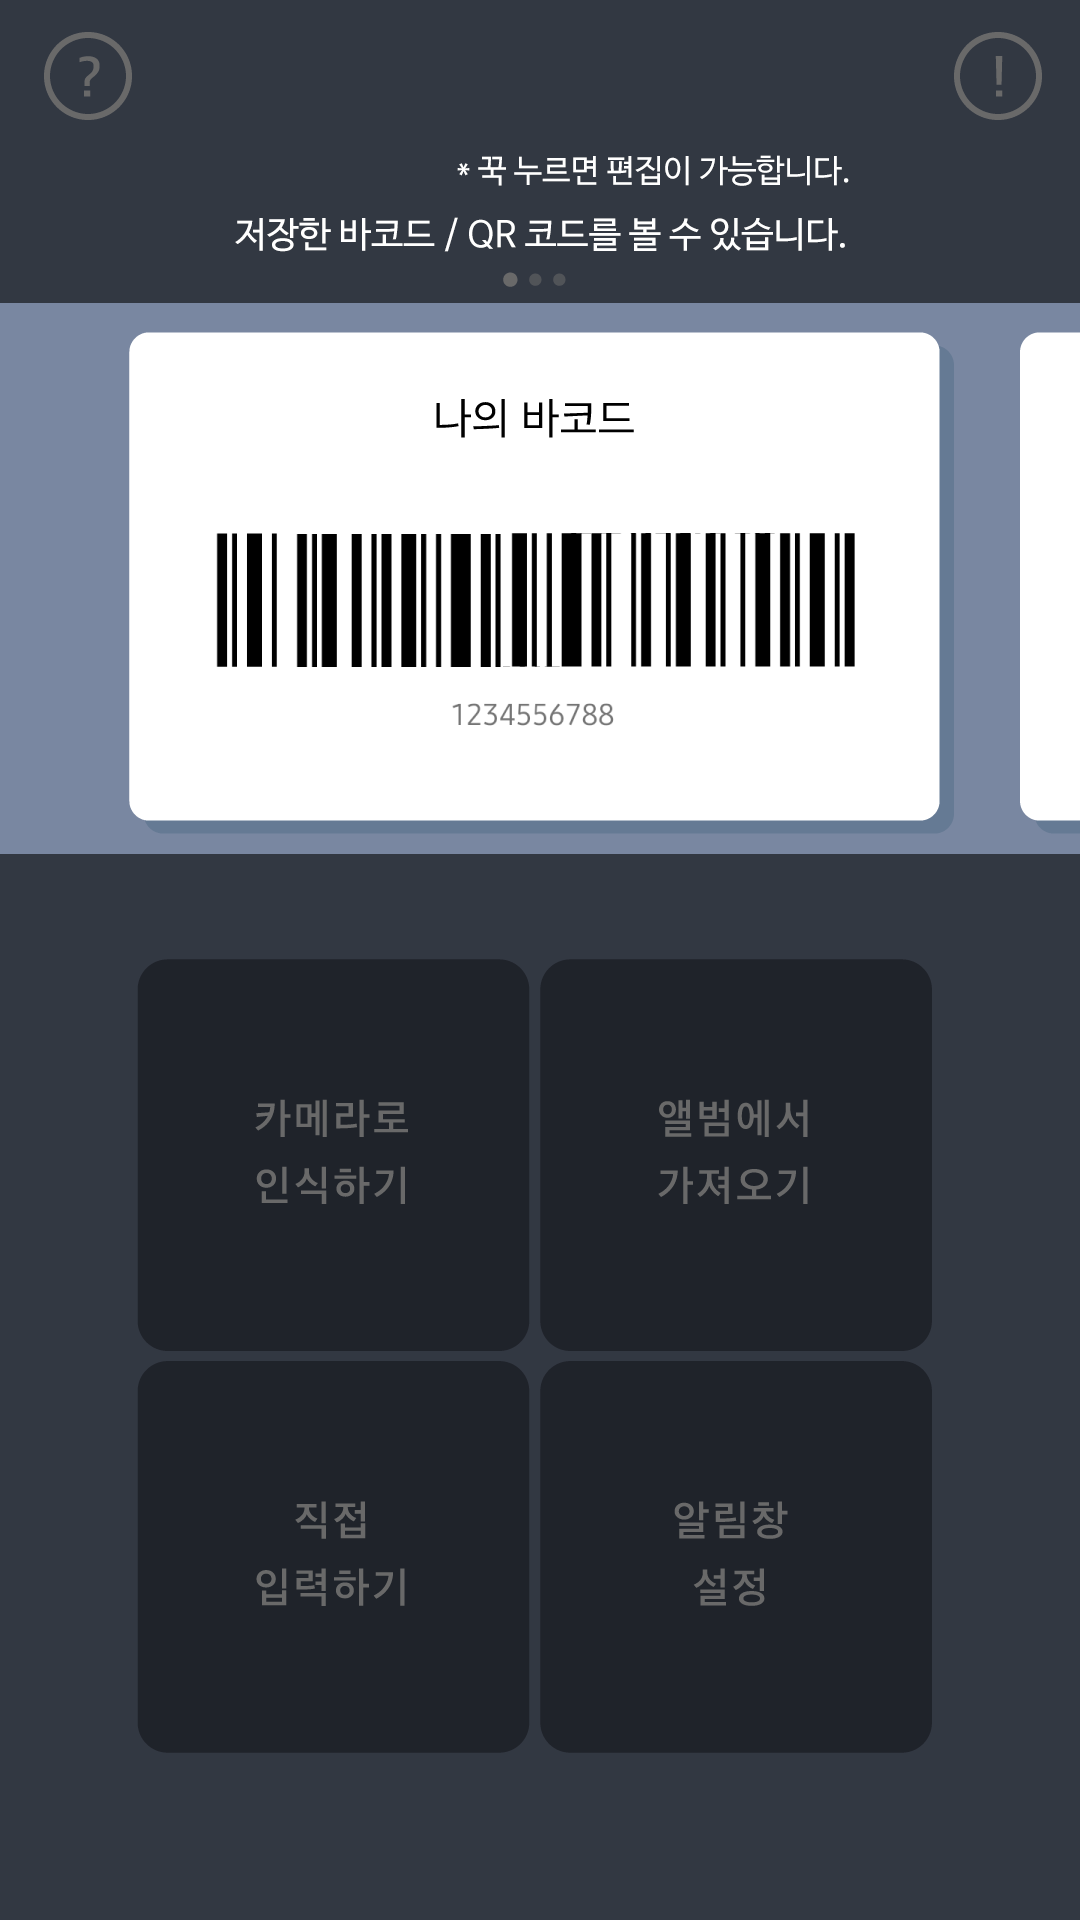 ?
!
* 꾹 누르면 편집이 가능합니다.
저장한 바코드 / QR 코드를 볼 수 있습니다.
나의 바코드
1234556788
카메라로
인식하기
앨범에서
가져오기
직접
입력하기
알림창
설정